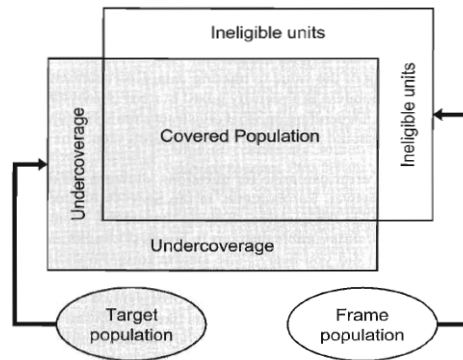 Ineligible units
Undercoverage
Covered Population
Ineligible units
Undercoverage
Target
population
Frame
population